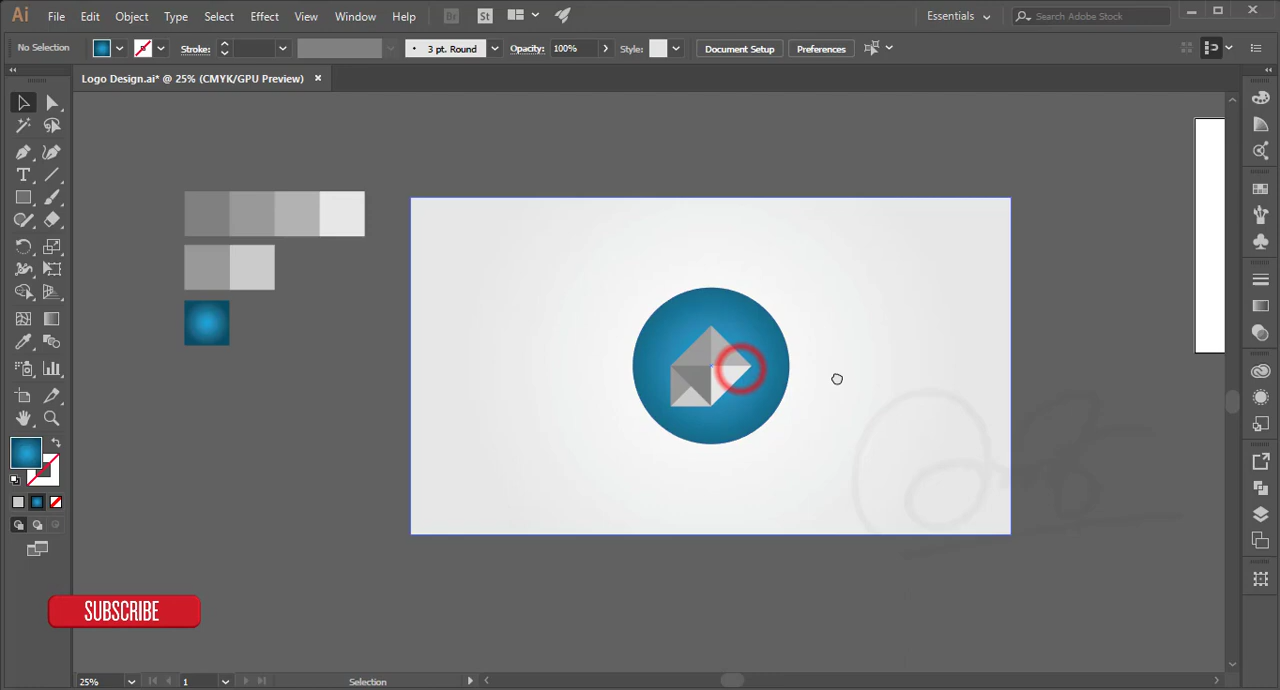 Ai File Edit Object Type Select Effect View Window Help Br St Essentials Search Adobe Stock
No Selection Stroke: 3 pt. Round Opacity: 100% Style: Document Setup Preferences
Logo Design.ai* @ 25% (CMYK/GPU Preview)
SUBSCRIBE
25% 1 Selection